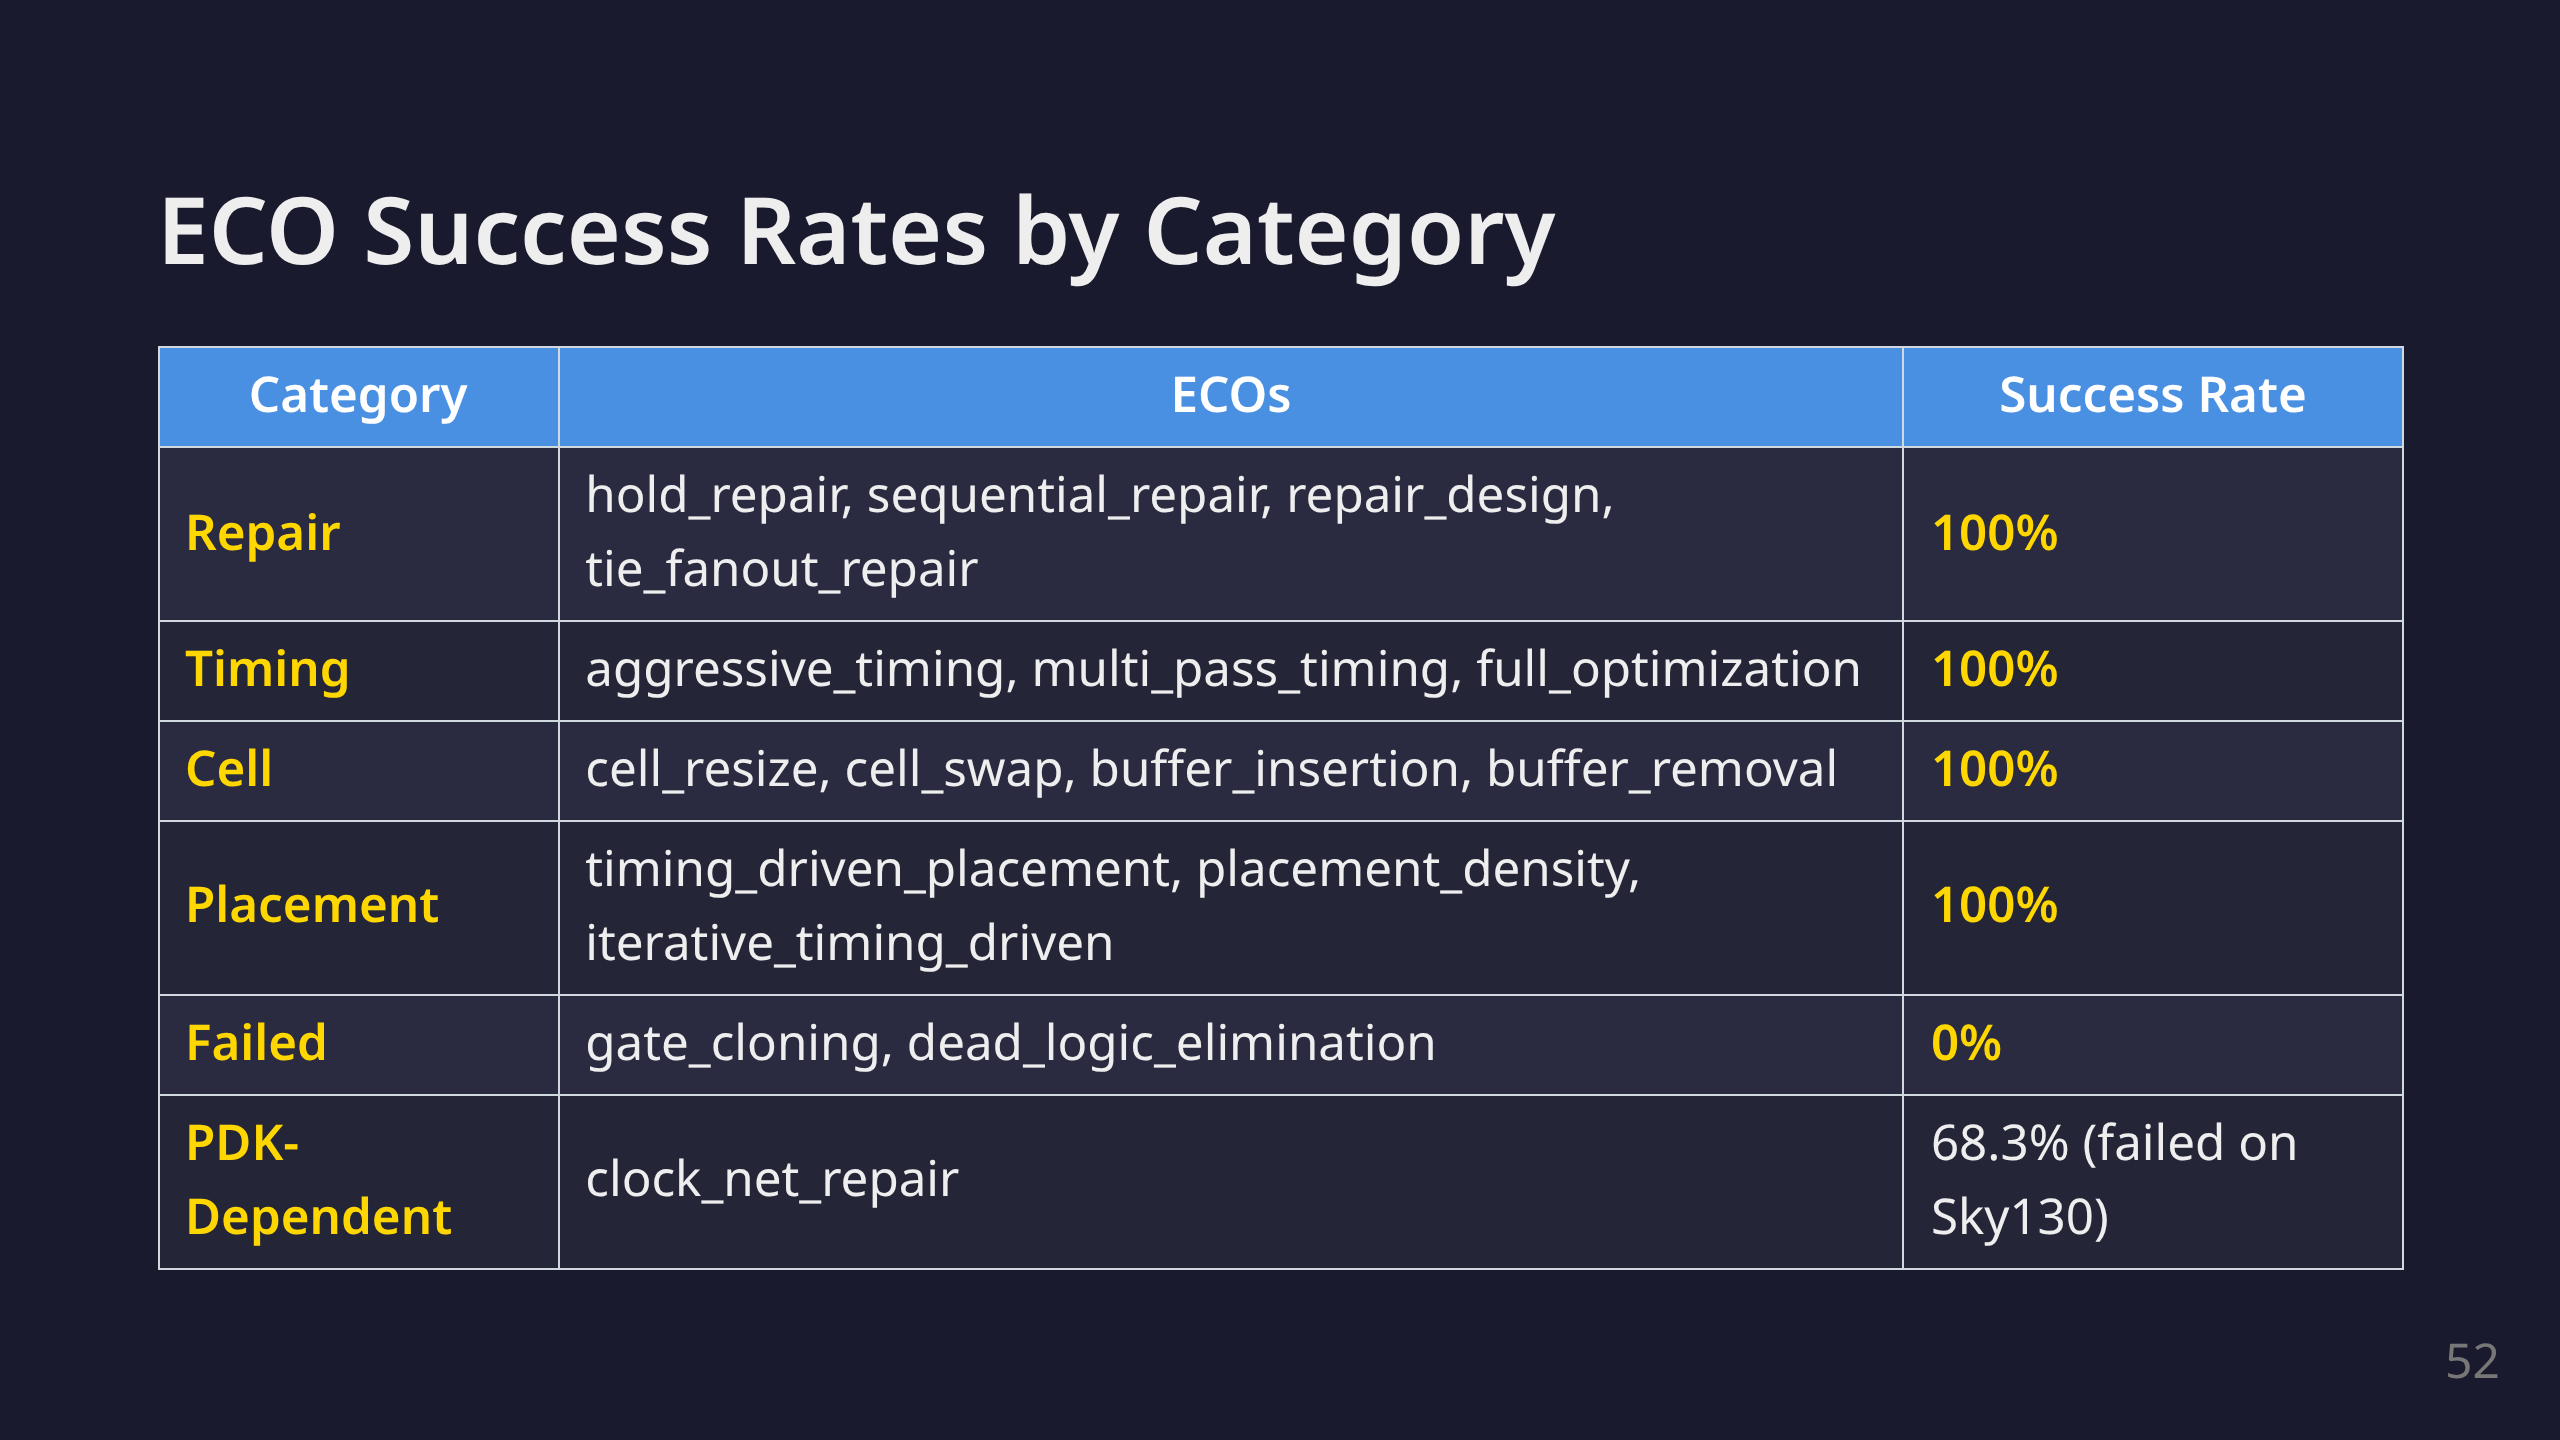 ECO Success Rates by Category
Category ECOs Success Rate
Repair
hold_repair, sequential_repair, repair_design,
tie_fanout_repair
100%
Timing aggressive_timing, multi_pass_timing, full_optimization 100%
Cell cell_resize, cell_swap, buffer_insertion, buffer_removal 100%
Placement
timing_driven_placement, placement_density,
iterative_timing_driven
100%
Failed gate_cloning, dead_logic_elimination 0%
PDK-
Dependent
clock_net_repair
68.3% (failed on
Sky130)
52